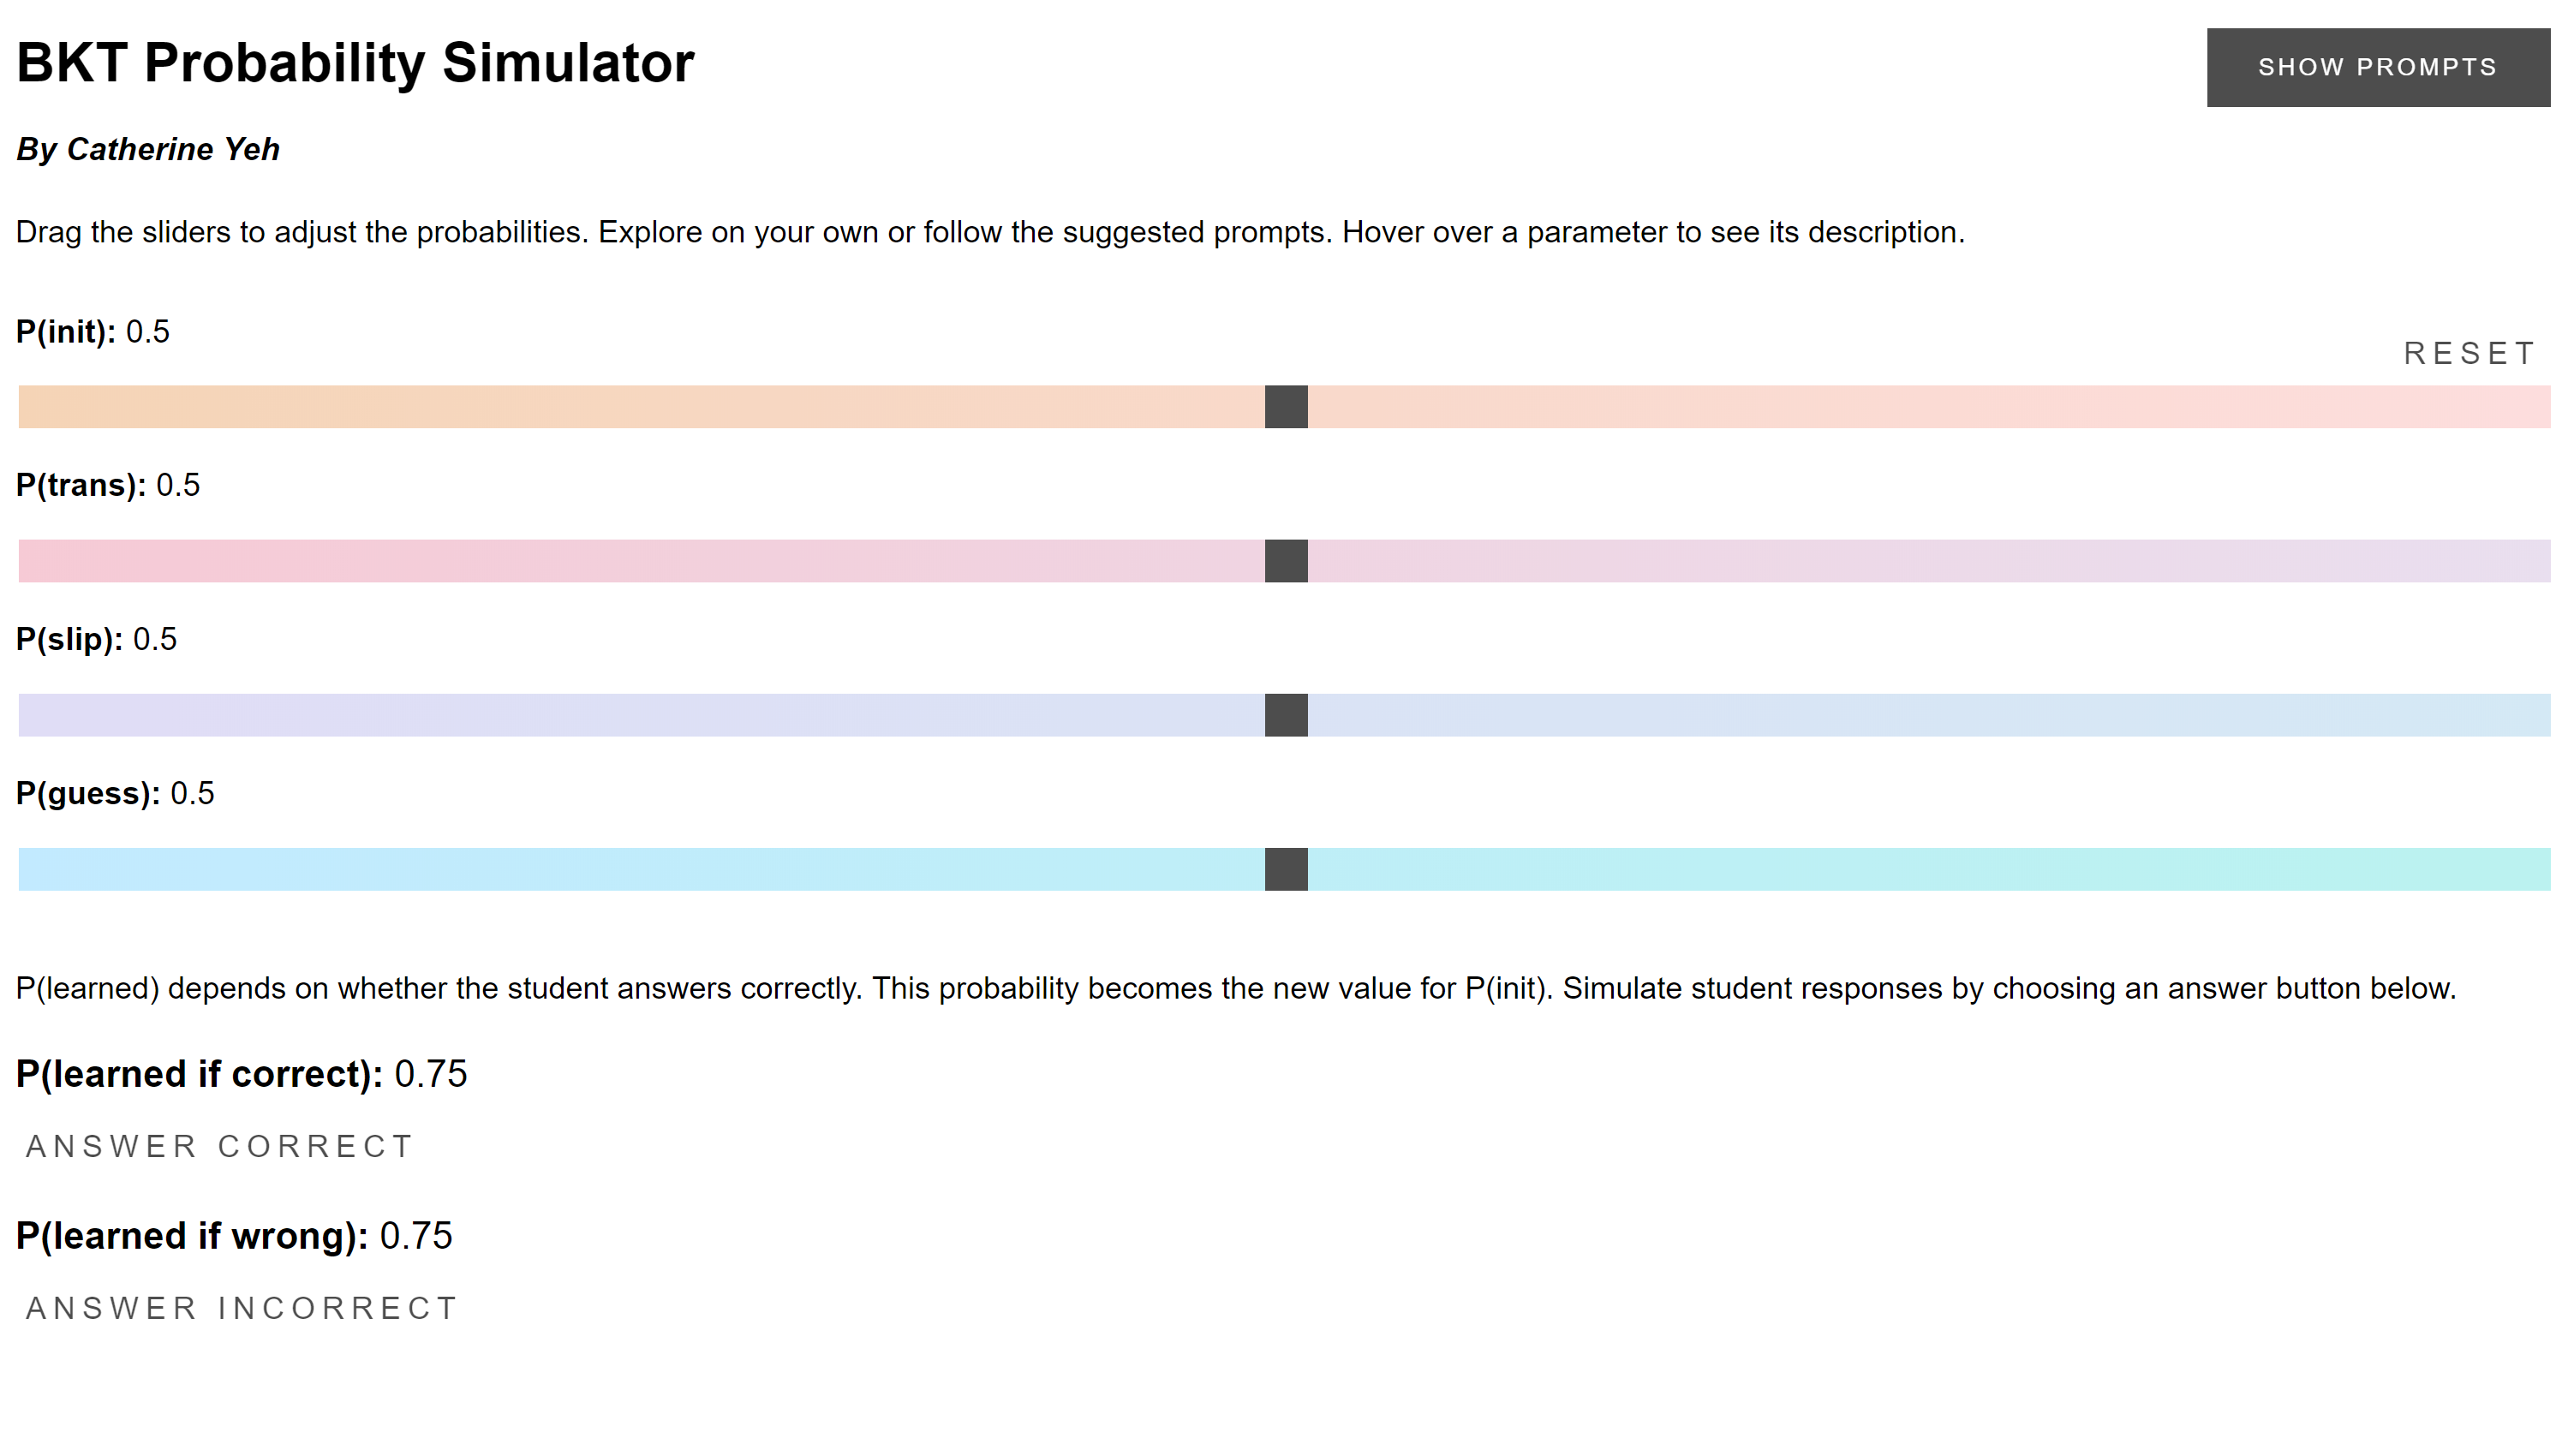 BKT Probability Simulator
SHOW PROMPTS
By Catherine Yeh
Drag the sliders to adjust the probabilities. Explore on your own or follow the suggested prompts. Hover over a parameter to see its description.
P(init): 0.5
RESET
P(trans): 0.5
P(slip): 0.5
P(guess): 0.5
P(learned) depends on whether the student answers correctly. This probability becomes the new value for P(init). Simulate student responses by choosing an answer button below.
P(learned if correct): 0.75
ANSWER CORRECT
P(learned if wrong): 0.75
ANSWER INCORRECT